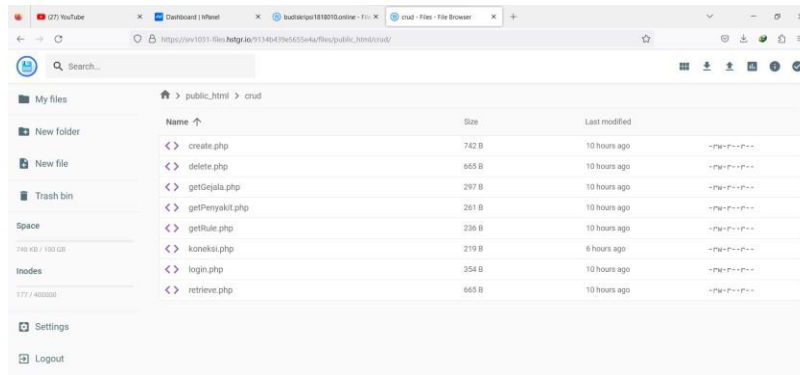 (27) YouTube
Dashboard | hPanel
budiskripsi1818010.online - File
crud - Files - File Browser
https://srv1031-files.hstgr.io/9134b439e5655e4a/files/public_html/crud/
Search...
My files
New folder
New file
Trash bin
Space
748 KB / 100 GB
Inodes
177 / 400000
Settings
Logout
> public_html > crud
Name Size Last modified
create.php 742 B 10 hours ago -rw-r--r--
delete.php 665 B 10 hours ago -rw-r--r--
getGejala.php 297 B 10 hours ago -rw-r--r--
getPenyakit.php 261 B 10 hours ago -rw-r--r--
getRule.php 236 B 10 hours ago -rw-r--r--
koneksi.php 219 B 6 hours ago -rw-r--r--
login.php 354 B 10 hours ago -rw-r--r--
retrieve.php 665 B 10 hours ago -rw-r--r--